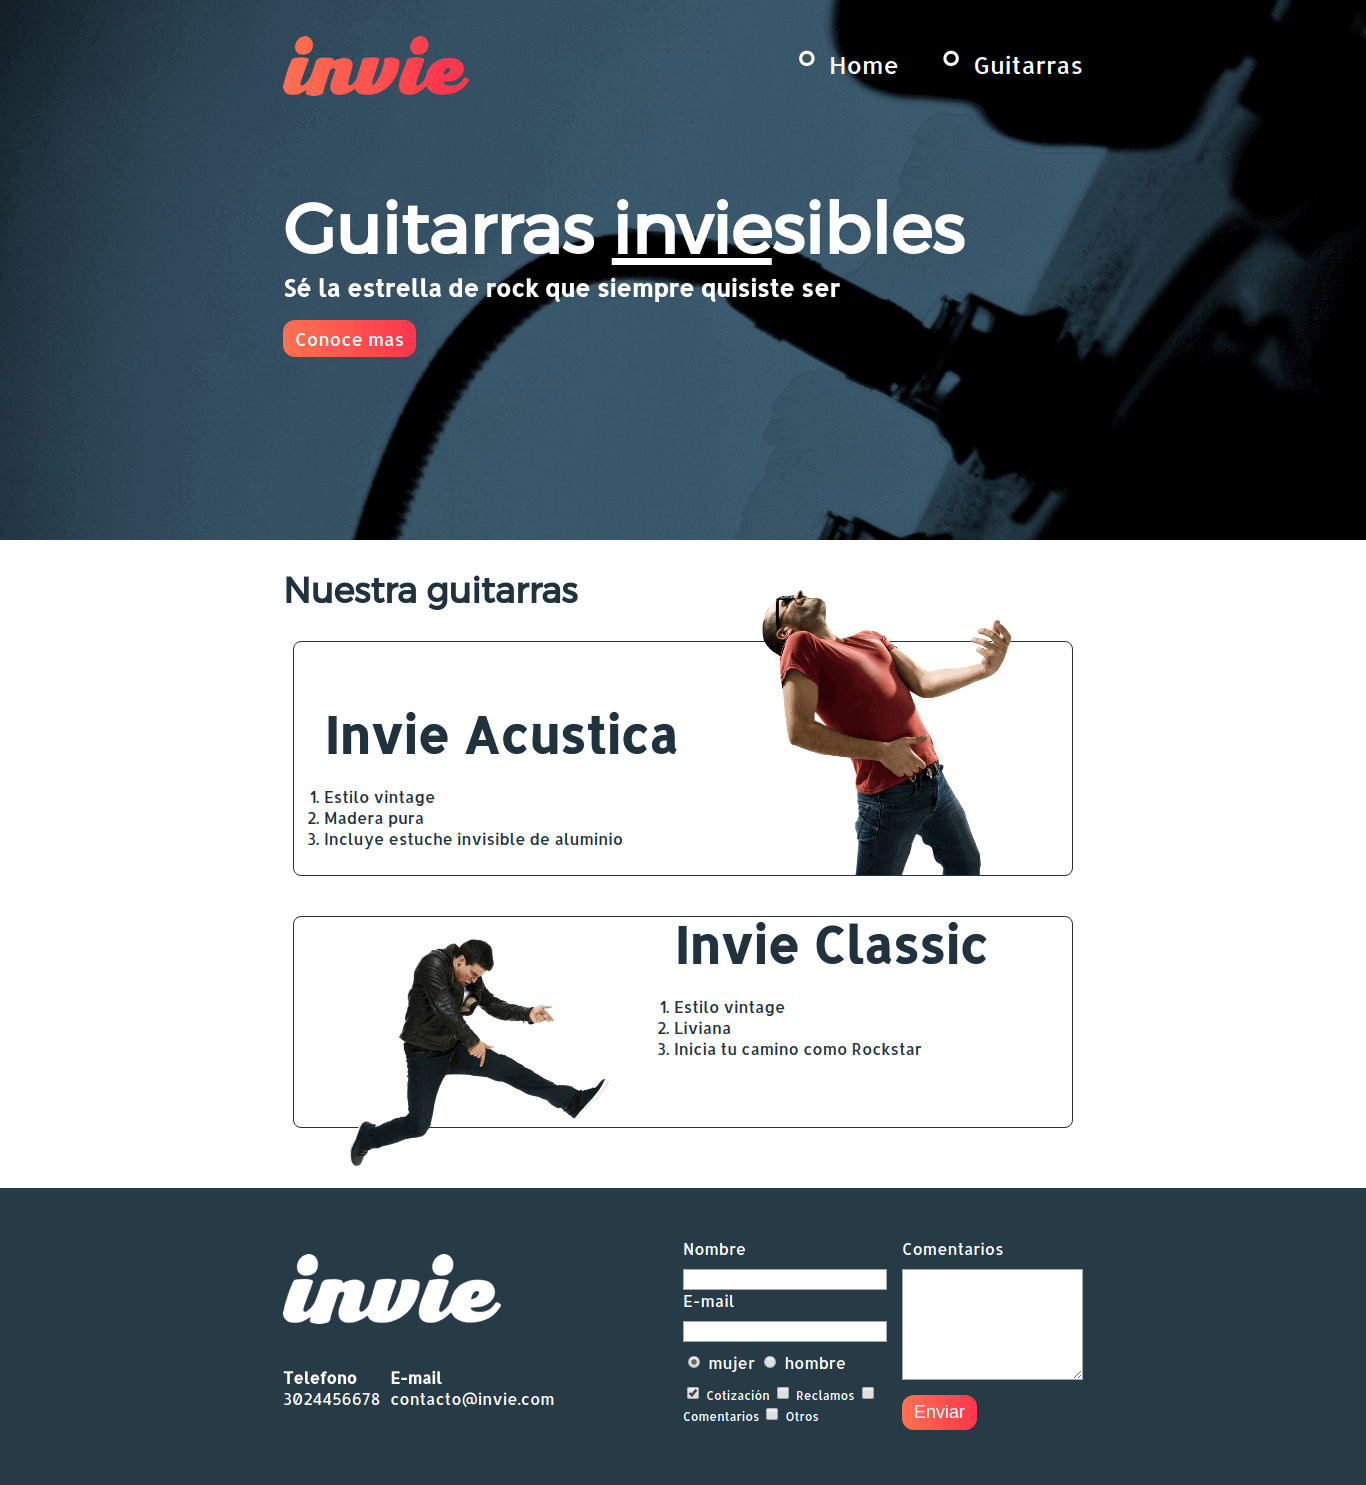 invie
Home
Guitarras
Guitarras inviesibles
Sé la estrella de rock que siempre quisiste ser
Conoce mas
Nuestra guitarras
Invie Acustica
1. Estilo vintage
2. Madera pura
3. Incluye estuche invisible de aluminio
Invie Classic
1. Estilo vintage
2. Liviana
3. Inicia tu camino como Rockstar
invie
Telefono
3024456678
E-mail
contacto@invie.com
Nombre
E-mail
mujer hombre
Cotización Reclamos
Comentarios Otros
Comentarios
Enviar